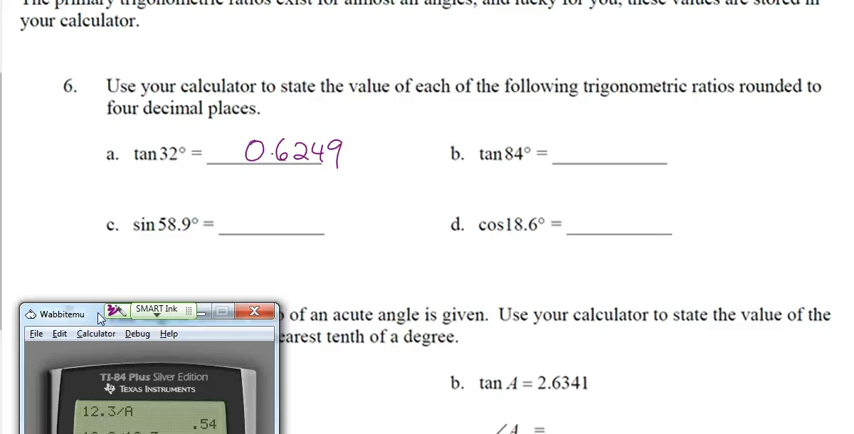 your calculator.
6. Use your calculator to state the value of each of the following trigonometric ratios rounded to
four decimal places.
a. tan 32° = 0.6249 b. tan 84° =
c. sin 58.9° = d. cos18.6° =
Wabbitemu SMART Ink
of an acute angle is given. Use your calculator to state the value of the
File Edit Calculator Debug Help
earest tenth of a degree.
TI-84 Plus Silver Edition
TEXAS INSTRUMENTS
b. tan A = 2.6341
12.3/A
.54
∠A =